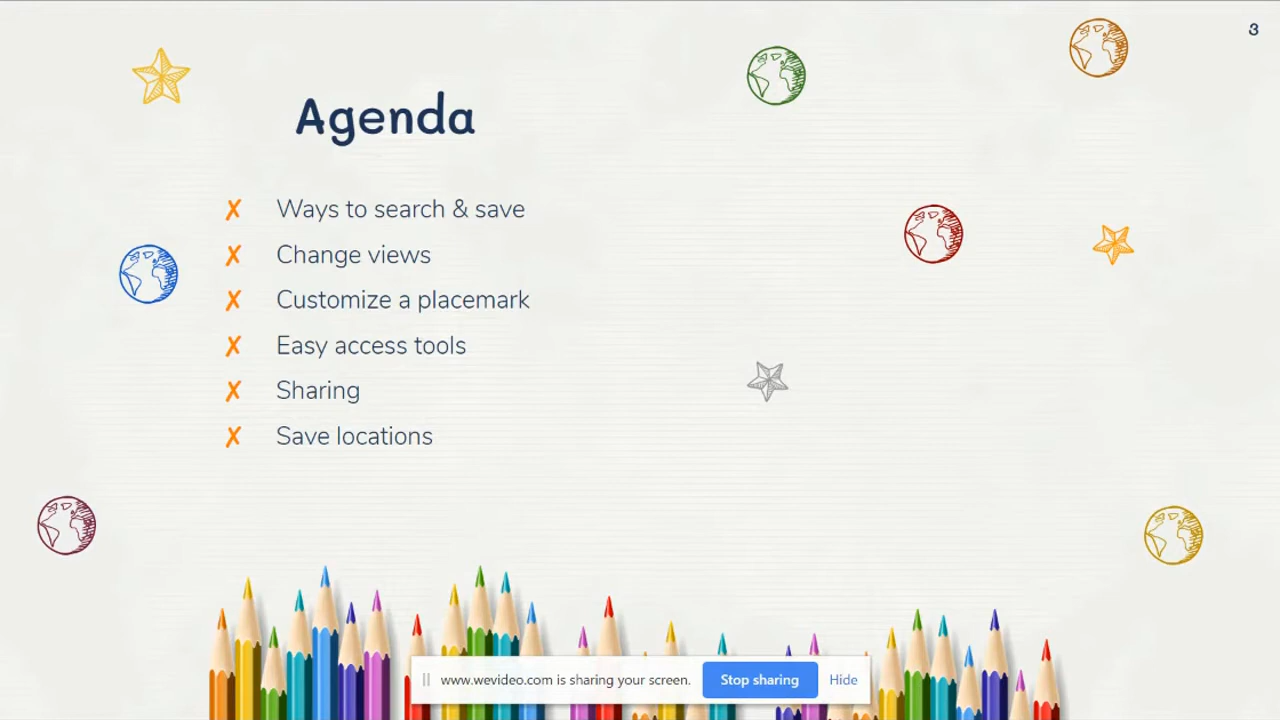 3
Agenda
✗ Ways to search & save
✗ Change views
✗ Customize a placemark
✗ Easy access tools
✗ Sharing
✗ Save locations
www.wevideo.com is sharing your screen. Stop sharing Hide